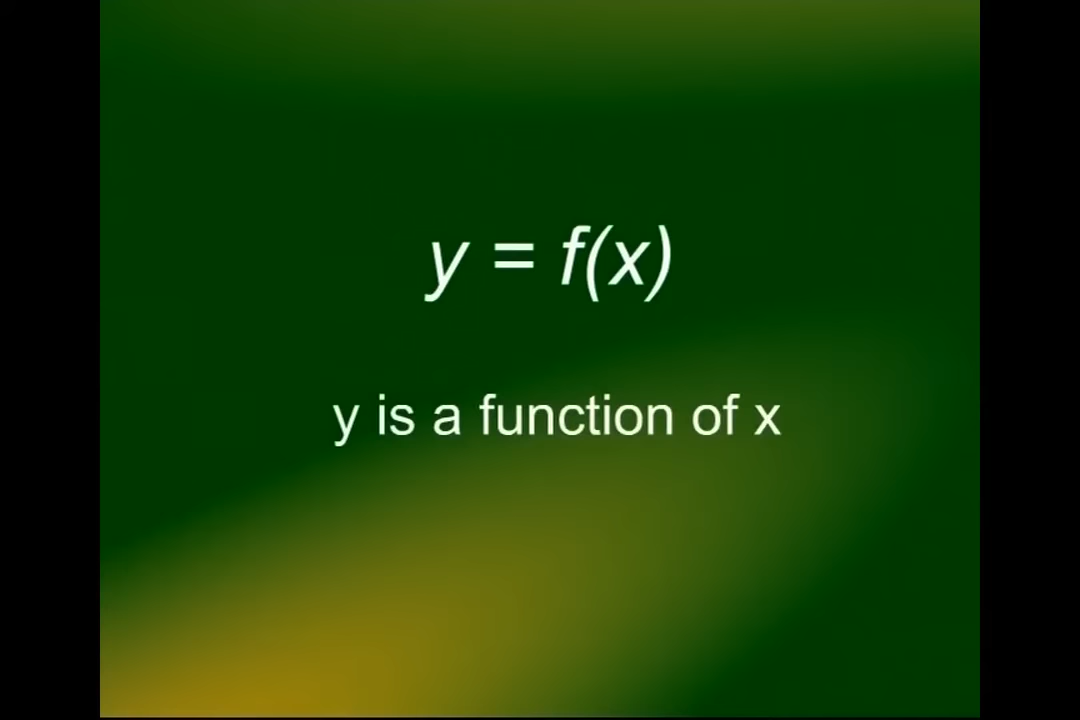 y = f(x)
y is a function of x